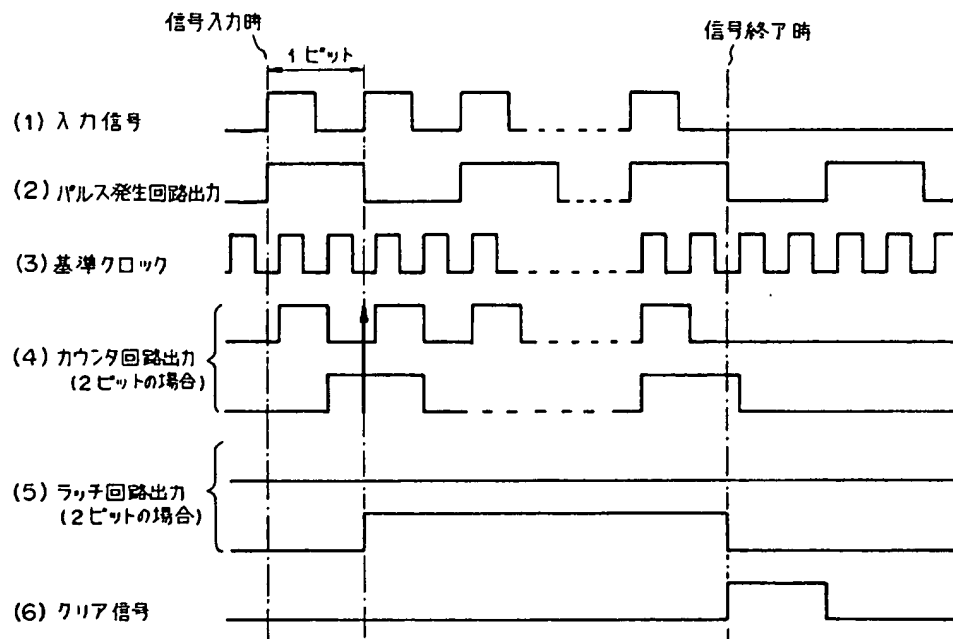 信号入力時
信号終了時
1ビット
(1) 入力信号
(2) パルス発生回路出力
(3) 基準クロック
(4) カウンタ回路出力
(2ビットの場合)
(5) ラッチ回路出力
(2ビットの場合)
(6) クリア信号